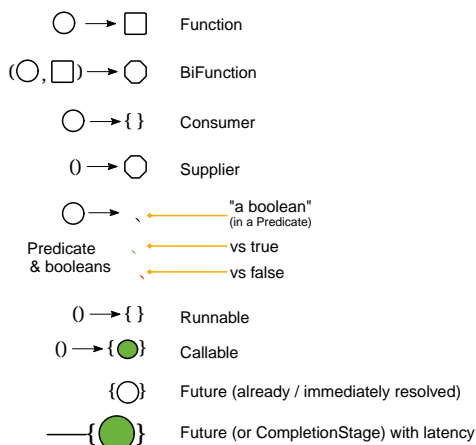 Function
( , ) BiFunction
{ } Consumer
() Supplier
"a boolean"
(in a Predicate)
Predicate
& booleans
vs true
vs false
() { } Runnable
() { } Callable
{ } Future (already / immediately resolved)
{ } Future (or CompletionStage) with latency